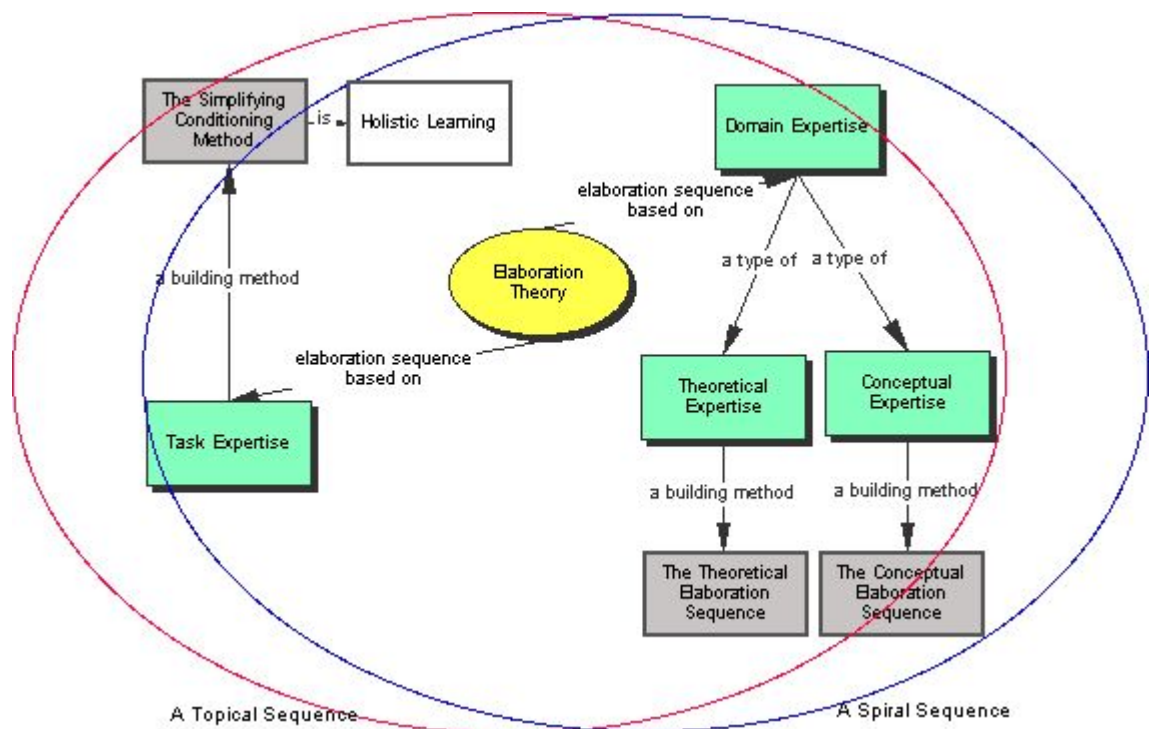 The Simplifying
Conditioning
Method
is
Holistic Learning
Domain Expertise
elaboration sequence
based on
Elaboration
Theory
a type of
a type of
a building method
elaboration sequence
based on
Theoretical
Expertise
Conceptual
Expertise
Task Expertise
a building method
a building method
The Theoretical
Elaboration
Sequence
The Conceptual
Elaboration
Sequence
A Topical Sequence
A Spiral Sequence